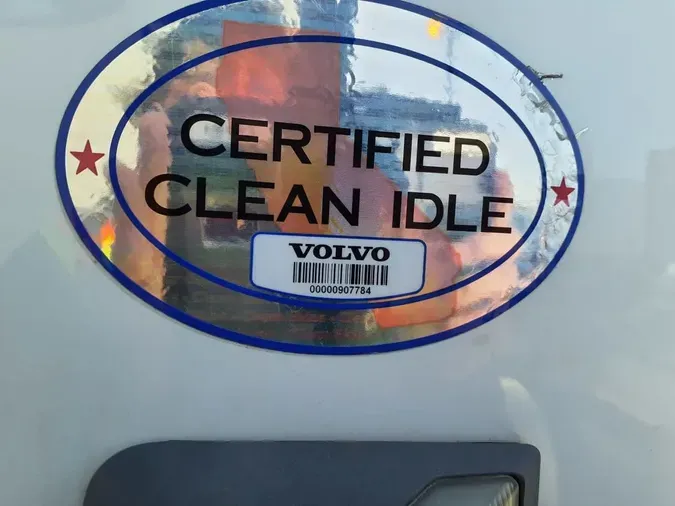 CERTIFIED
CLEAN IDLE
VOLVO
00000907784